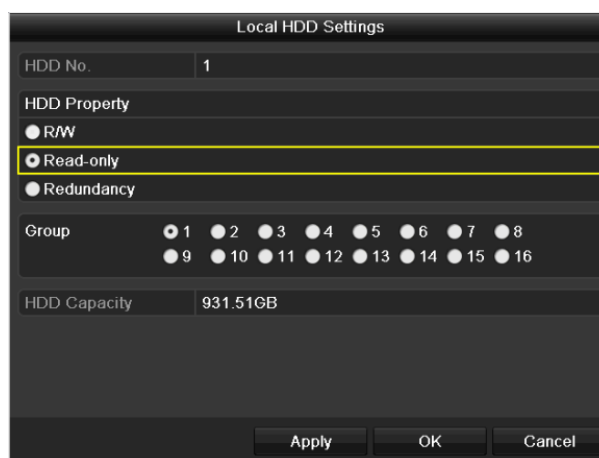 Local HDD Settings
HDD No. 1
HDD Property
R/W
Read-only
Redundancy
Group 1 2 3 4 5 6 7 8
9 10 11 12 13 14 15 16
HDD Capacity 931.51GB
Apply OK Cancel